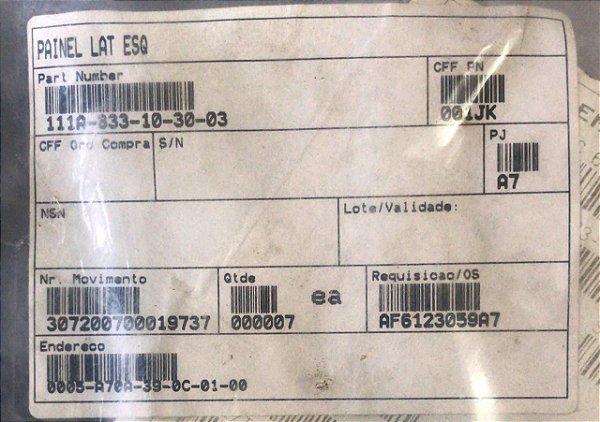 PAINEL LAT ESQ
Part Number
111A-833-10-30-03
CFF PN
001JK
CFF Grd Compra
S/N
PJ
A7
NSN
Lote/Validade:
Nr. Movimento
307200700019737
Qtde
000007
ea
Requisicao/OS
AF6123059A7
Endereco
0005-A70A-39-0C-01-00